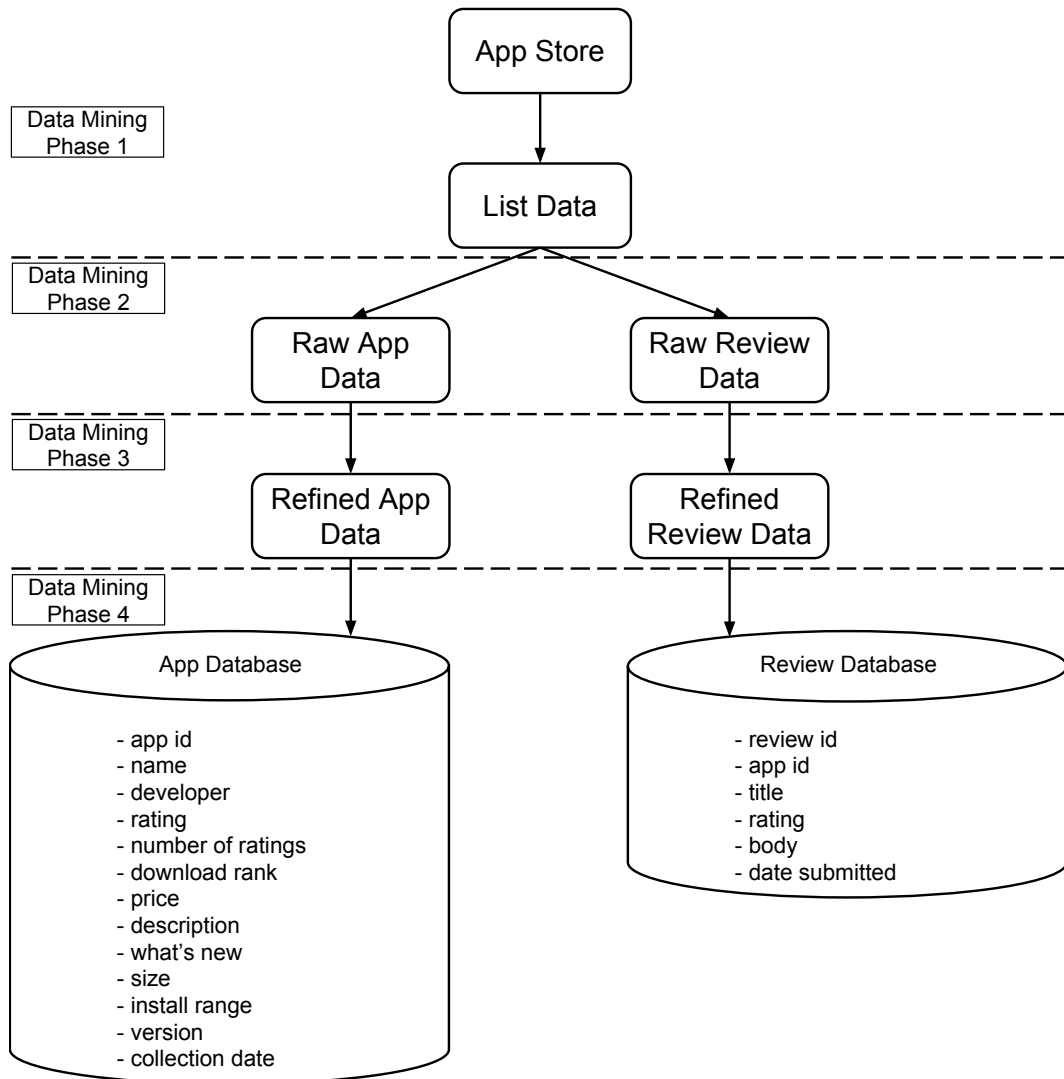 App Store
Data Mining
Phase 1
List Data
Data Mining
Phase 2
Raw App
Data
Raw Review
Data
Data Mining
Phase 3
Refined App
Data
Refined
Review Data
Data Mining
Phase 4
App Database
- app id
- name
- developer
- rating
- number of ratings
- download rank
- price
- description
- what’s new
- size
- install range
- version
- collection date
Review Database
- review id
- app id
- title
- rating
- body
- date submitted